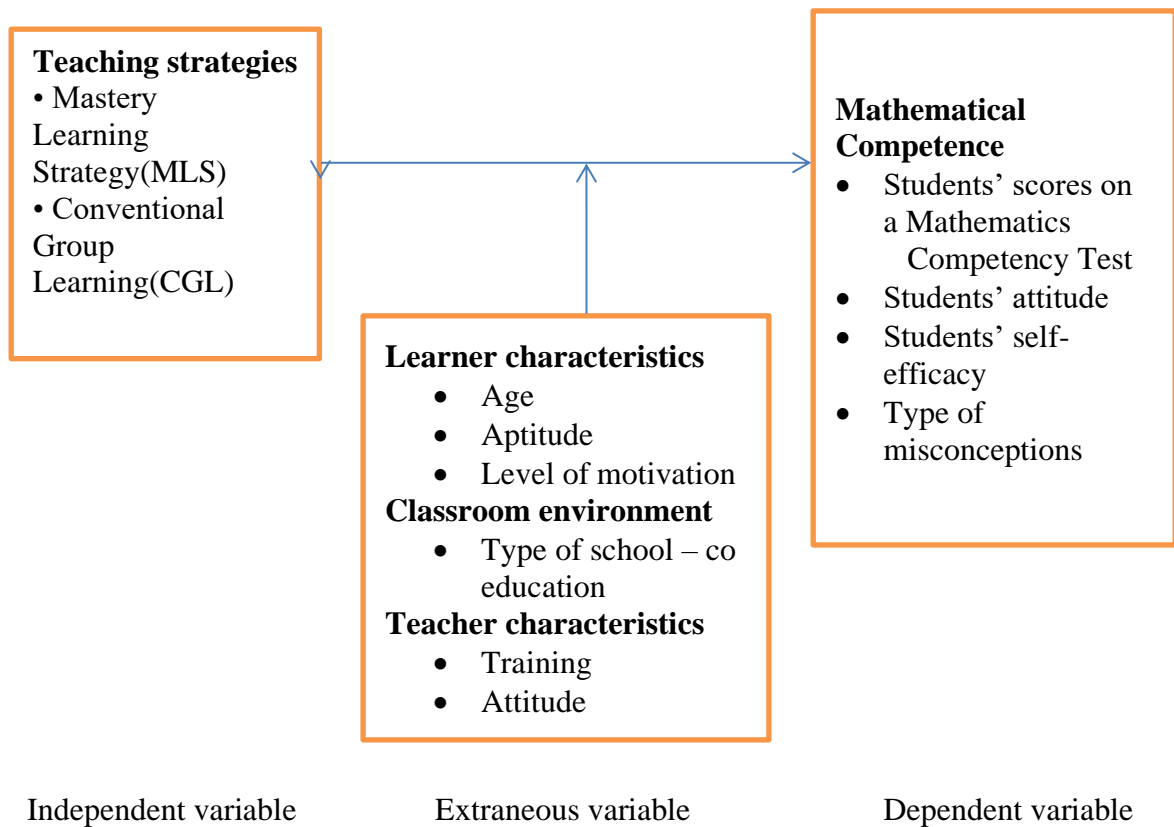 Teaching strategies
• Mastery
Learning
Strategy(MLS)
• Conventional
Group
Learning(CGL)
Learner characteristics
• Age
• Aptitude
• Level of motivation
Classroom environment
• Type of school – co
education
Teacher characteristics
• Training
• Attitude
Mathematical
Competence
• Students’ scores on
a Mathematics
Competency Test
• Students’ attitude
• Students’ self-
efficacy
• Type of
misconceptions
Independent variable
Extraneous variable
Dependent variable